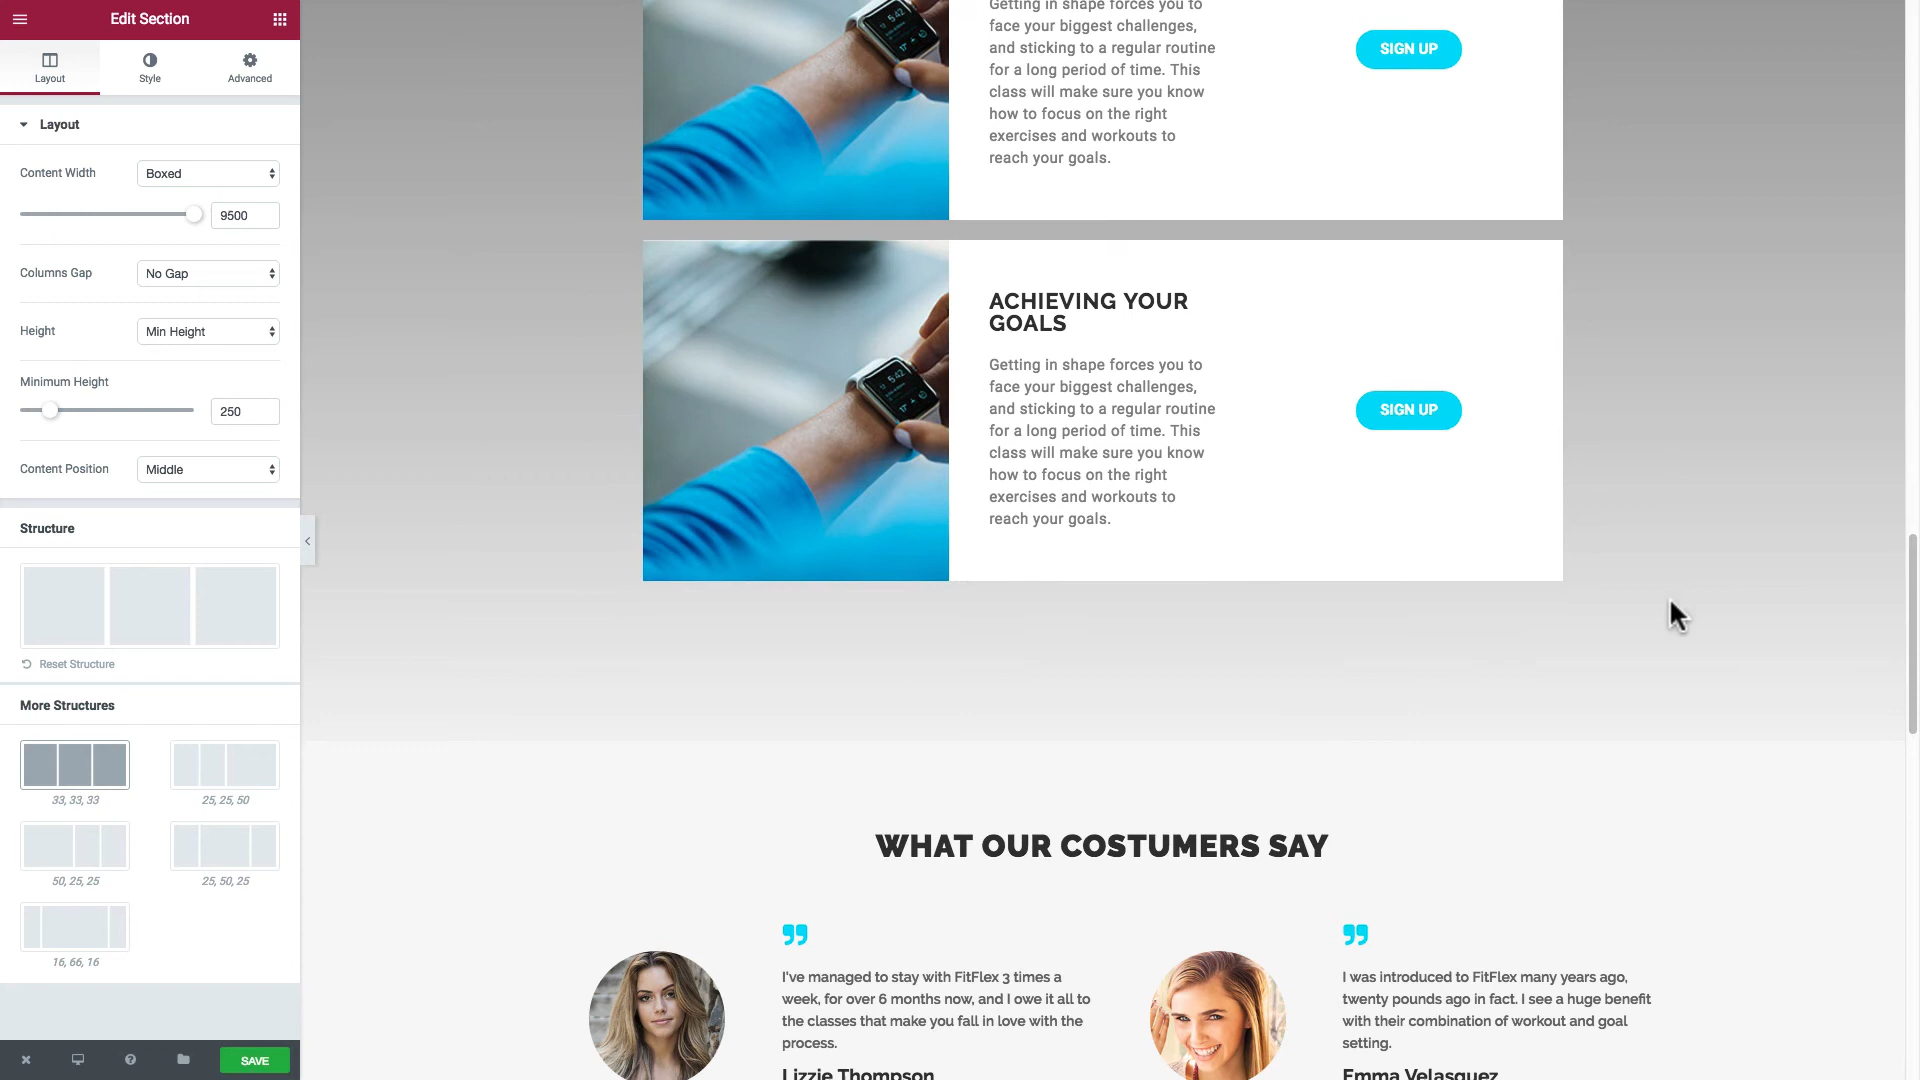 Edit Section
Layout
Style
Advanced
Layout
Content Width
Boxed
9500
Columns Gap
No Gap
Height
Min Height
Minimum Height
250
Content Position
Middle
Structure
Reset Structure
More Structures
33, 33, 33
25, 25, 50
50, 25, 25
25, 50, 25
16, 66, 16
SAVE
Getting in shape forces you to
face your biggest challenges,
and sticking to a regular routine
for a long period of time. This
class will make sure you know
how to focus on the right
exercises and workouts to
reach your goals.
SIGN UP
5:42
ACHIEVING YOUR
GOALS
Getting in shape forces you to
face your biggest challenges,
and sticking to a regular routine
for a long period of time. This
class will make sure you know
how to focus on the right
exercises and workouts to
reach your goals.
SIGN UP
5:42
WHAT OUR COSTUMERS SAY
I've managed to stay with FitFlex 3 times a
week, for over 6 months now, and I owe it all to
the classes that make you fall in love with the
process.
Lizzie Thompson
I was introduced to FitFlex many years ago,
twenty pounds ago in fact. I see a huge benefit
with their combination of workout and goal
setting.
Emma Velasquez